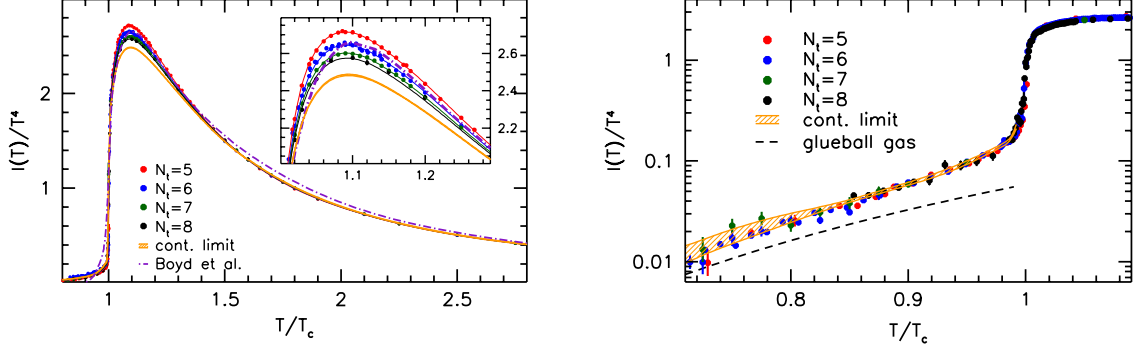 I(T)/T⁴
2
1
N_t=5
N_t=6
N_t=7
N_t=8
cont. limit
Boyd et al.
2.6
2.4
2.2
1.1
1.2
1
1.5
2
2.5
T/T_c
I(T)/T⁴
1
0.1
0.01
N_t=5
N_t=6
N_t=7
N_t=8
cont. limit
glueball gas
0.8
0.9
1
T/T_c